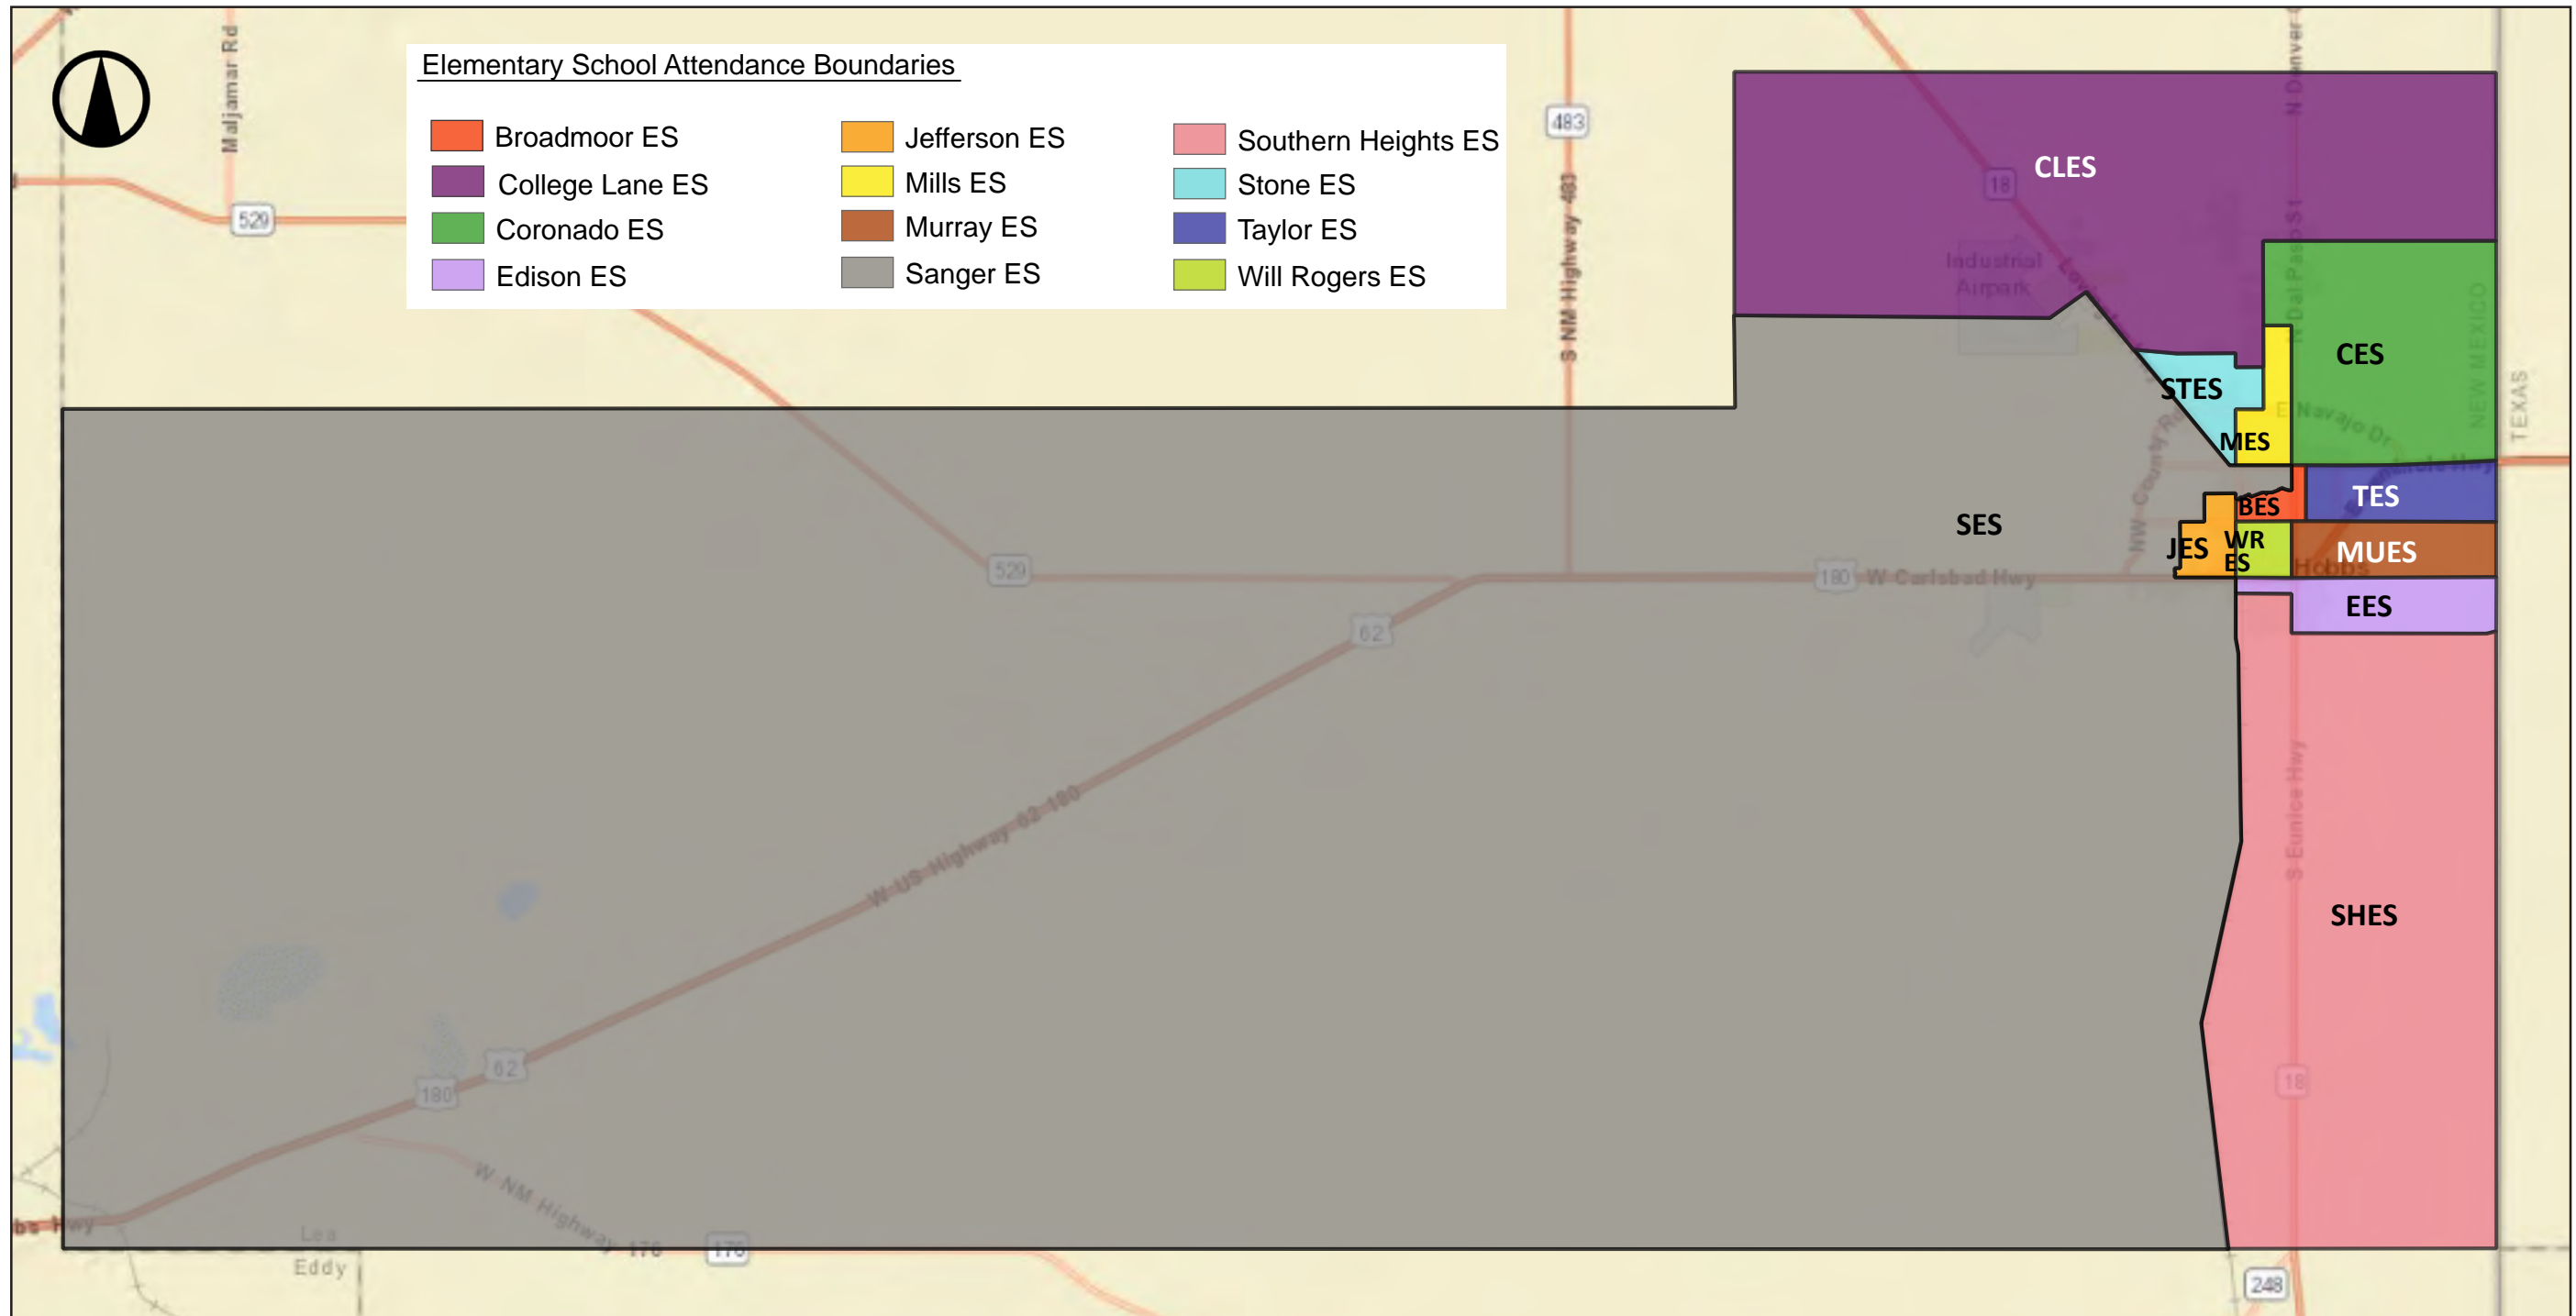 Elementary School Attendance Boundaries
Broadmoor ES
College Lane ES
Coronado ES
Edison ES
Jefferson ES
Mills ES
Murray ES
Sanger ES
Southern Heights ES
Stone ES
Taylor ES
Will Rogers ES
Maljamar Rd
529
483
S NM Highway 483
18
CLES
Industrial
Airpark
N Dal Paso St
NEW MEXICO
TEXAS
CES
STES
MES
E Navajo Dr
NW County Rd
BES
TES
SES
JES
WR
ES
MUES
Hobbs
529
180
W Carlsbad Hwy
EES
62
W US Highway 62 180
S Eunice Hwy
SHES
62
180
18
W NM Highway 176
176
Hwy
Lea
Eddy
248